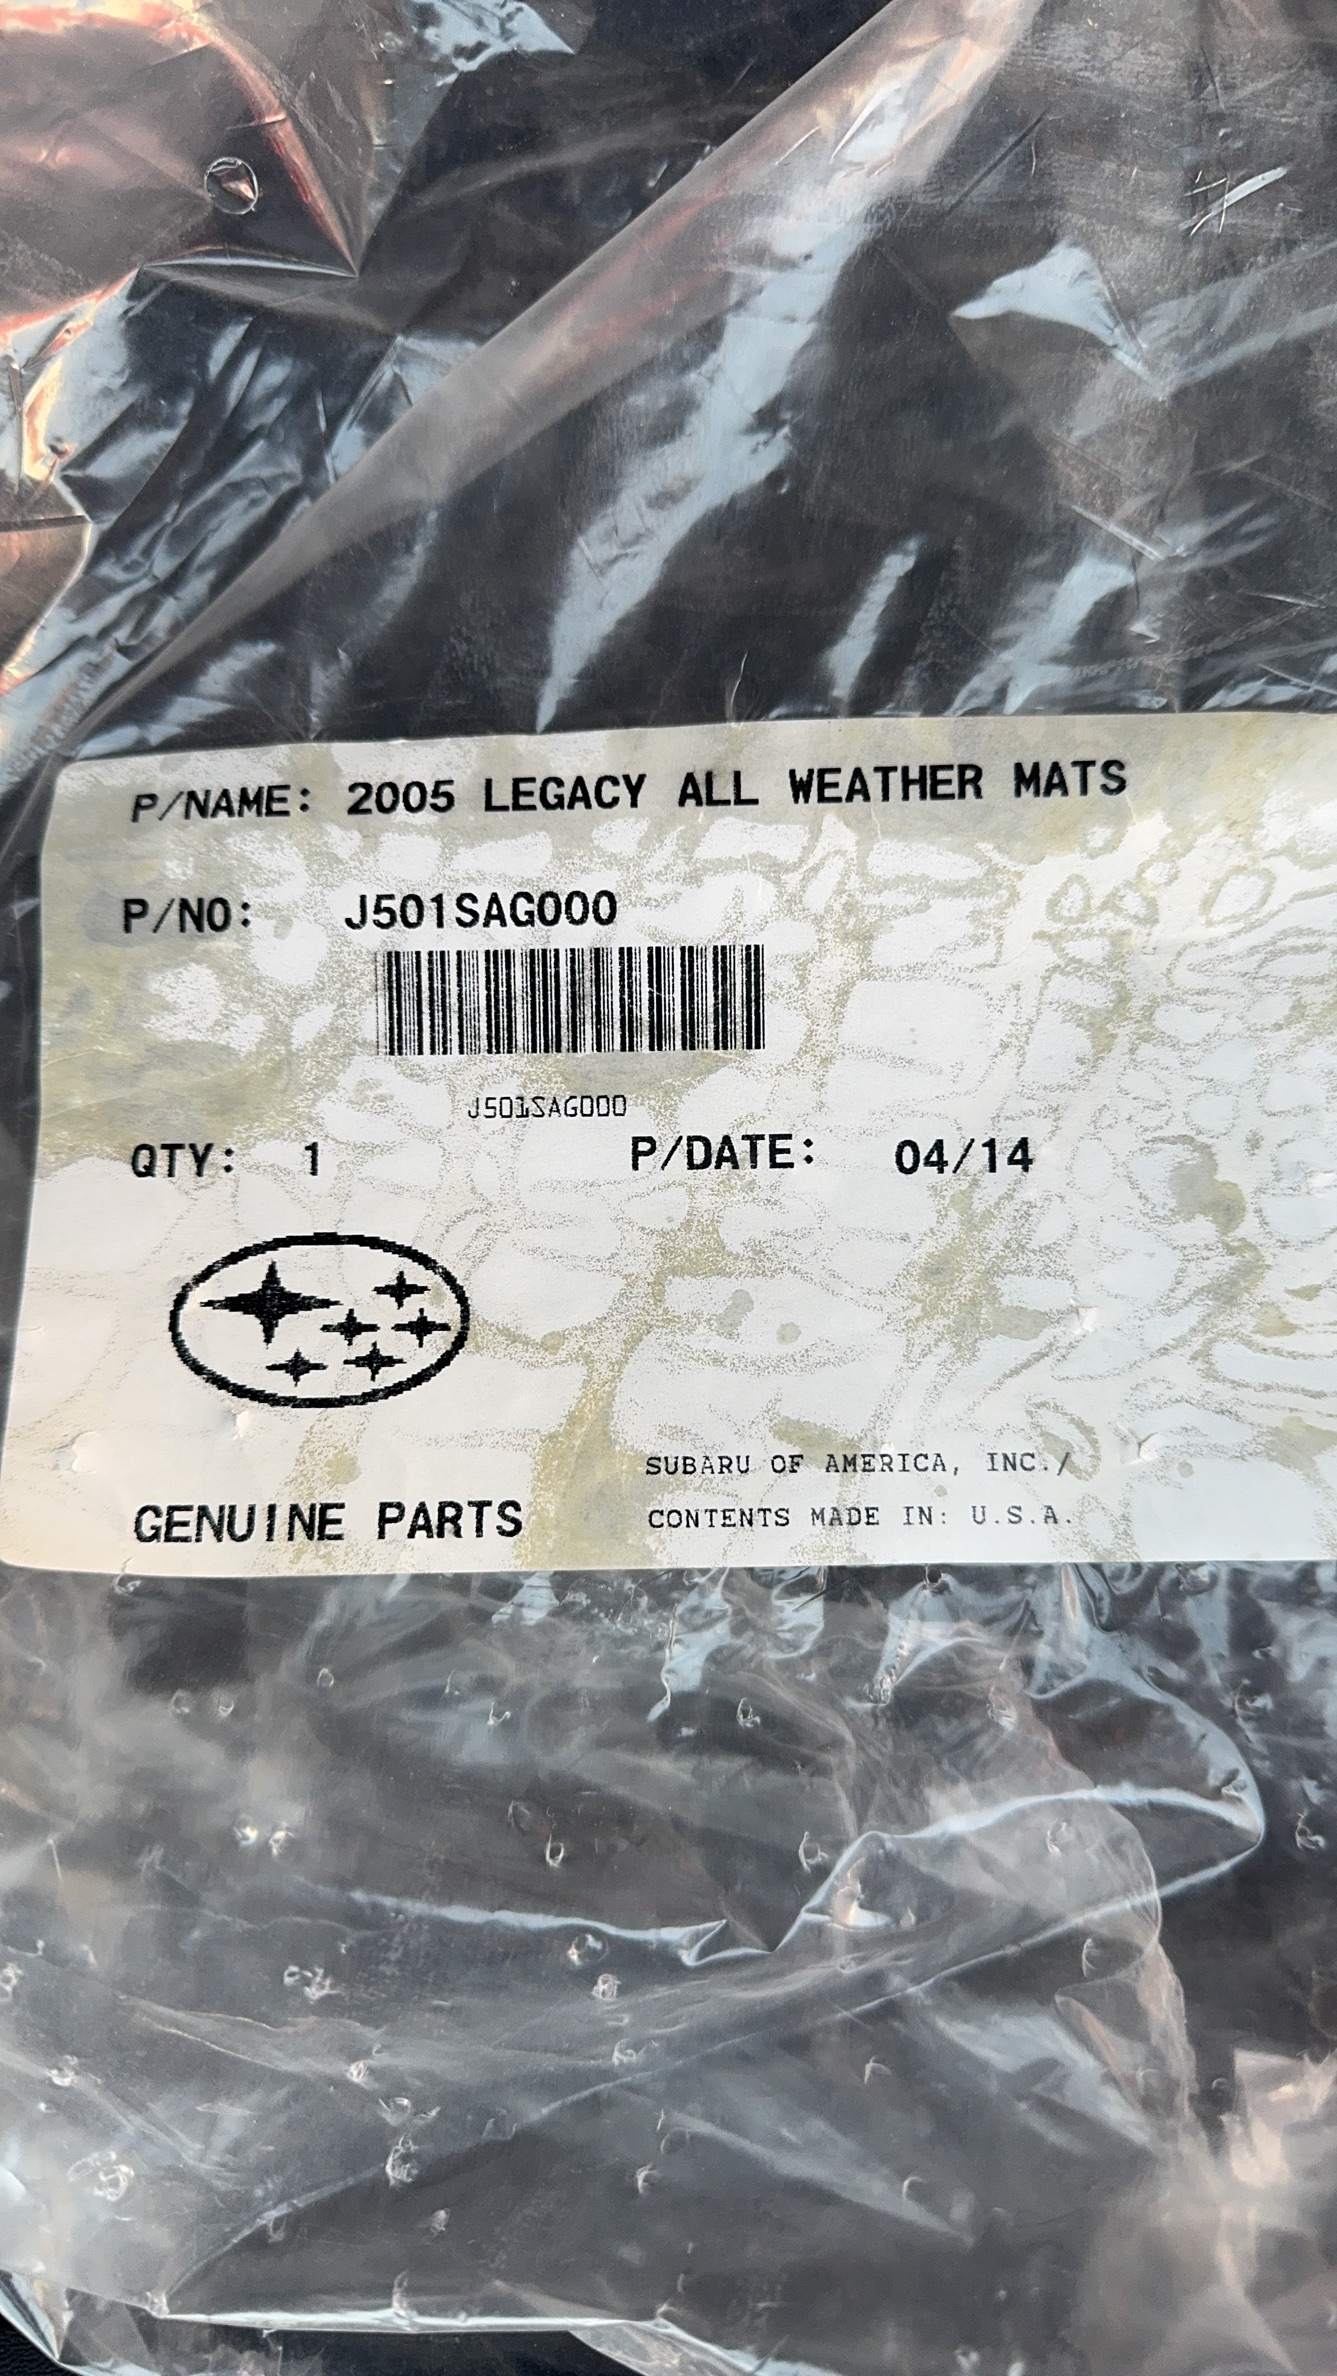 P/NAME: 2005 LEGACY ALL WEATHER MATS
P/NO: J501SAG000
J501SAG000
QTY: 1 P/DATE: 04/14
SUBARU OF AMERICA, INC./
GENUINE PARTS CONTENTS MADE IN: U.S.A.